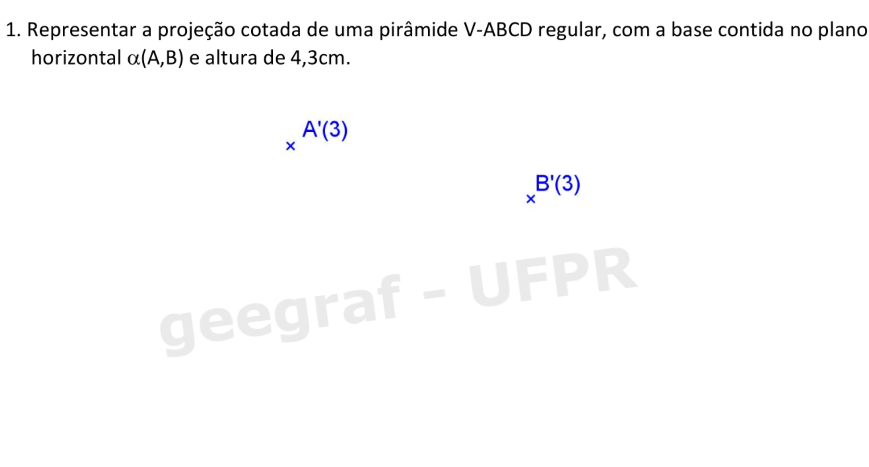 1. Representar a projeção cotada de uma pirâmide V-ABCD regular, com a base contida no plano
horizontal α(A,B) e altura de 4,3cm.
A'(3)
B'(3)
geegraf - UFPR